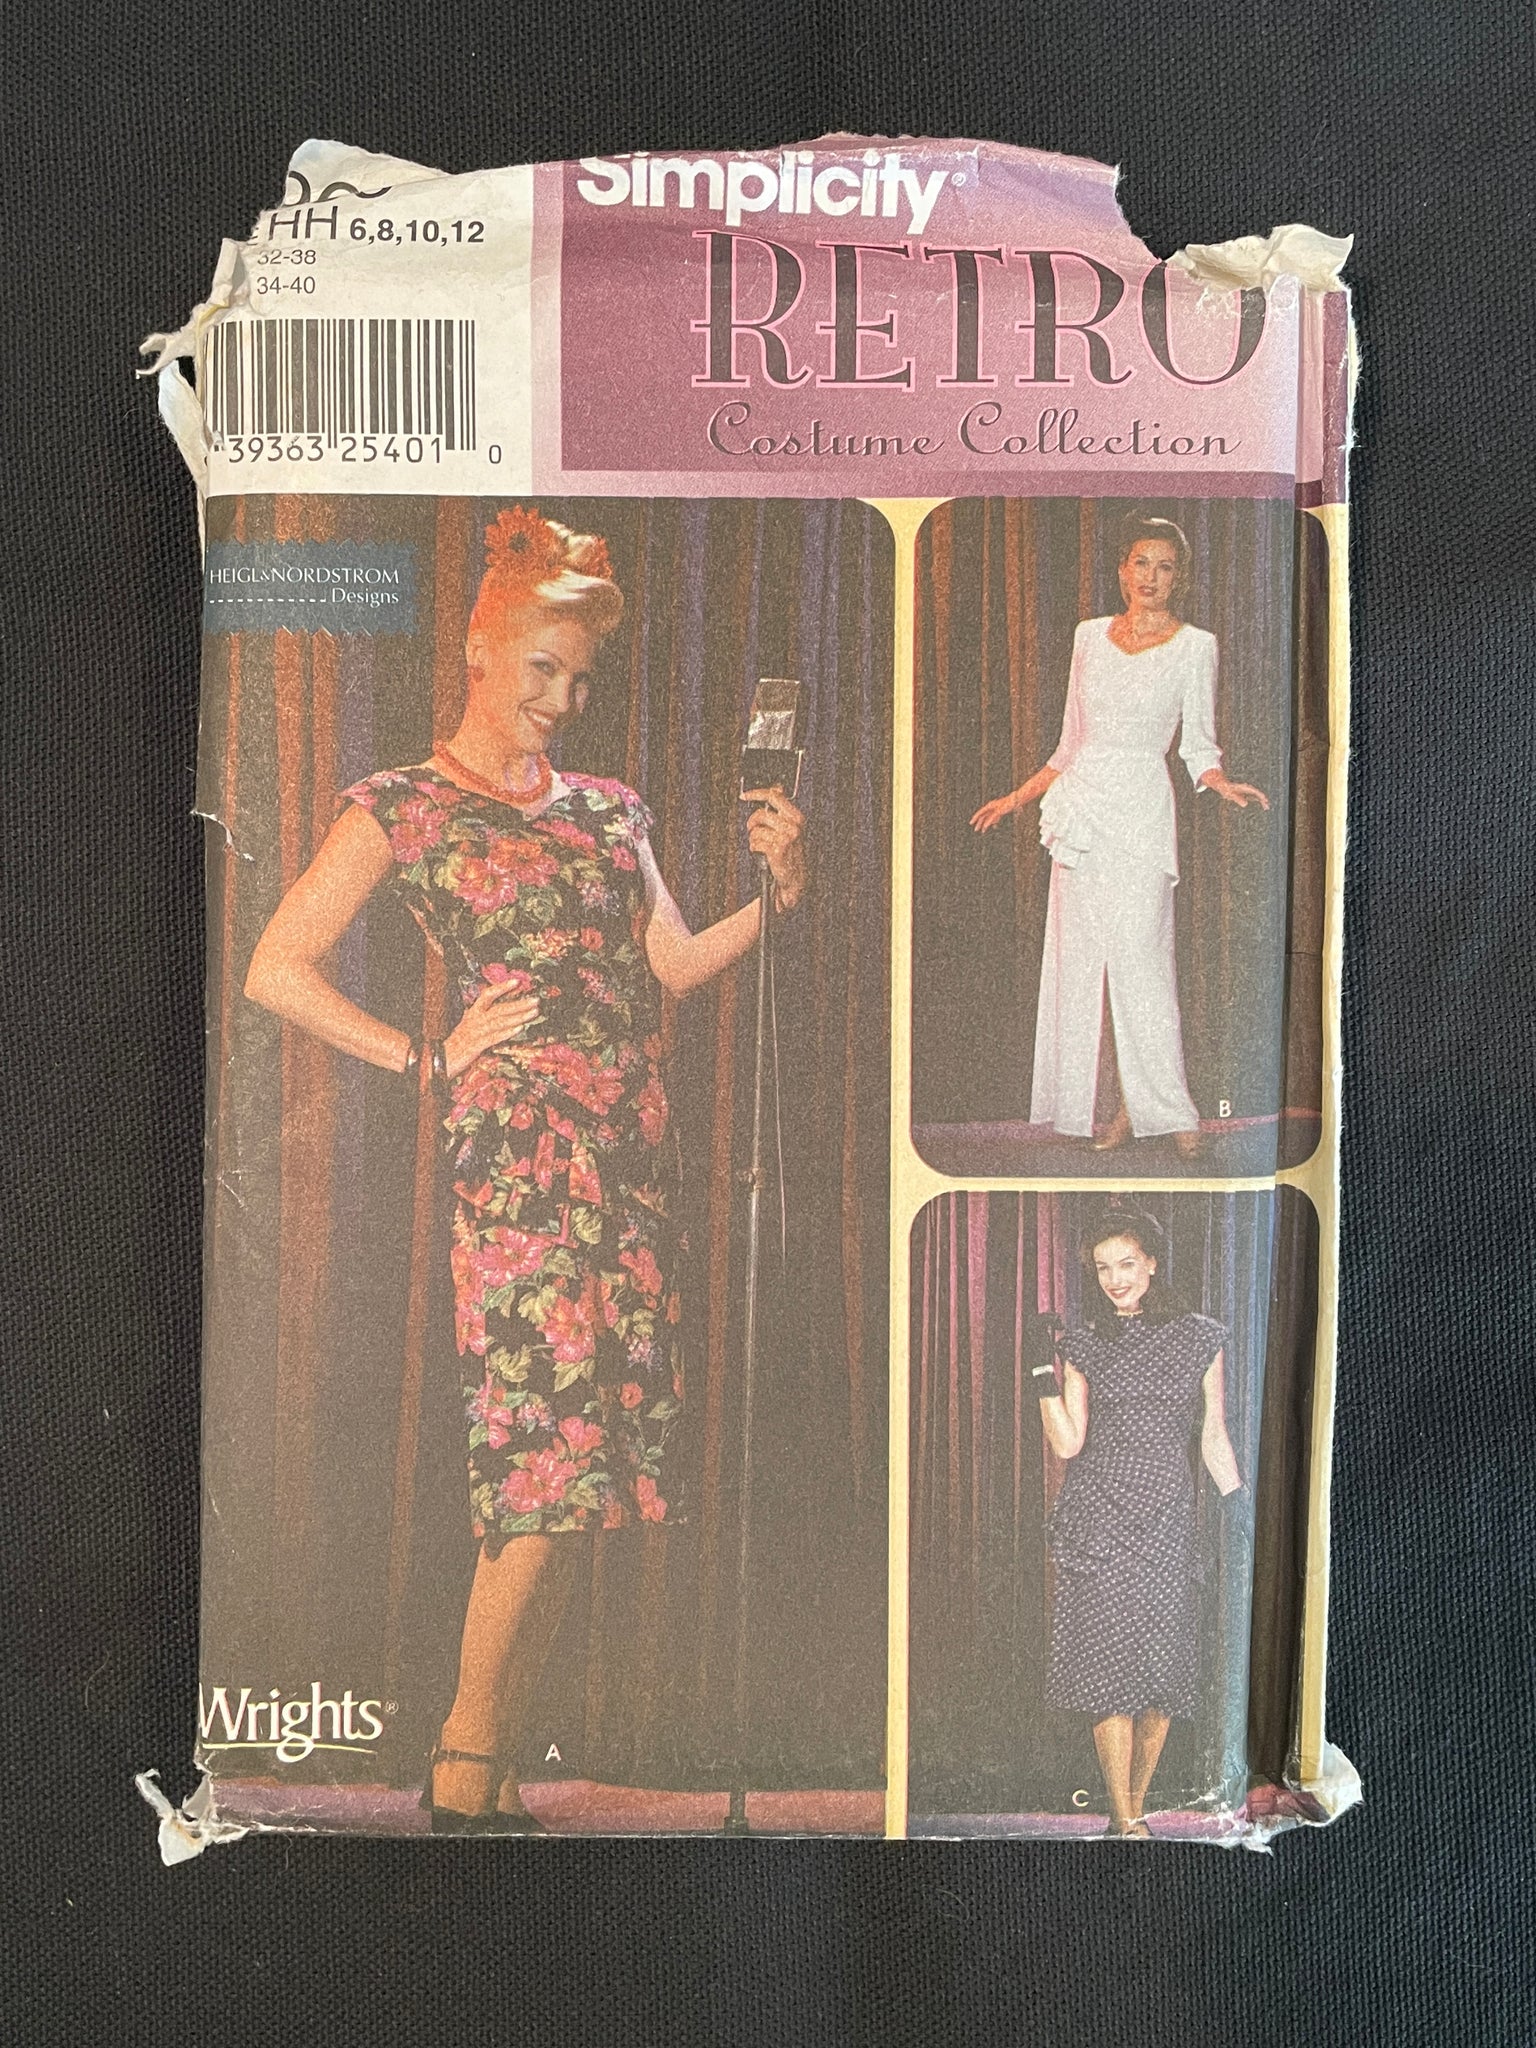 HH 6,8,10,12
32-38
34-40
39363 25401 0
Simplicity®
RETRO
Costume Collection
HEIGL & NORDSTROM
Designs
B
Wrights®
A
C